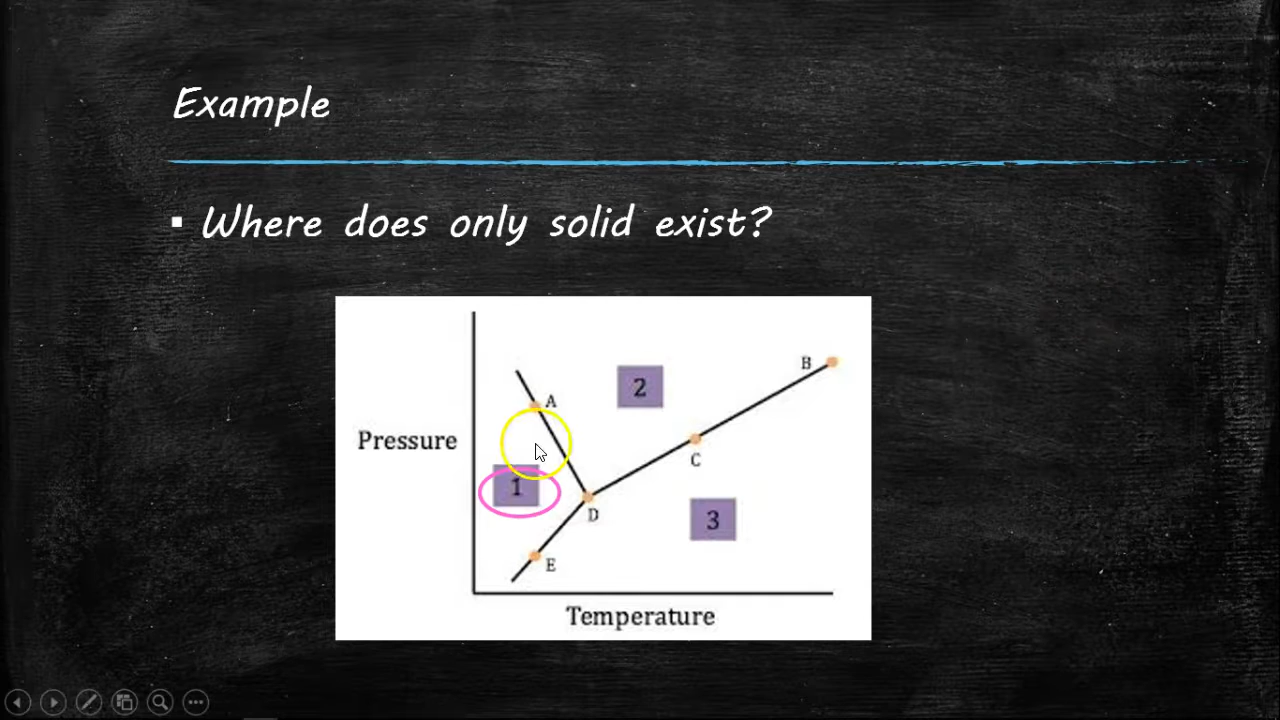 Example
▪ Where does only solid exist?
B
2
A
Pressure
C
1
D
3
E
Temperature